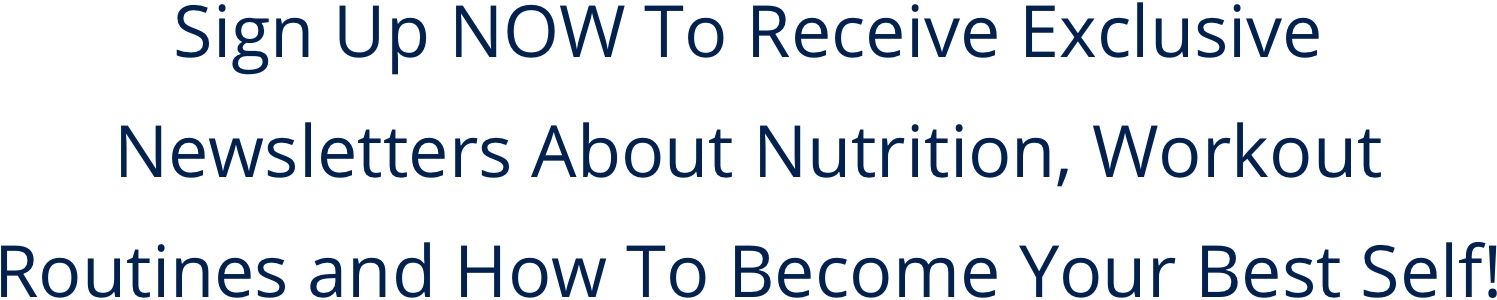 Sign Up NOW To Receive Exclusive
Newsletters About Nutrition, Workout
Routines and How To Become Your Best Self!